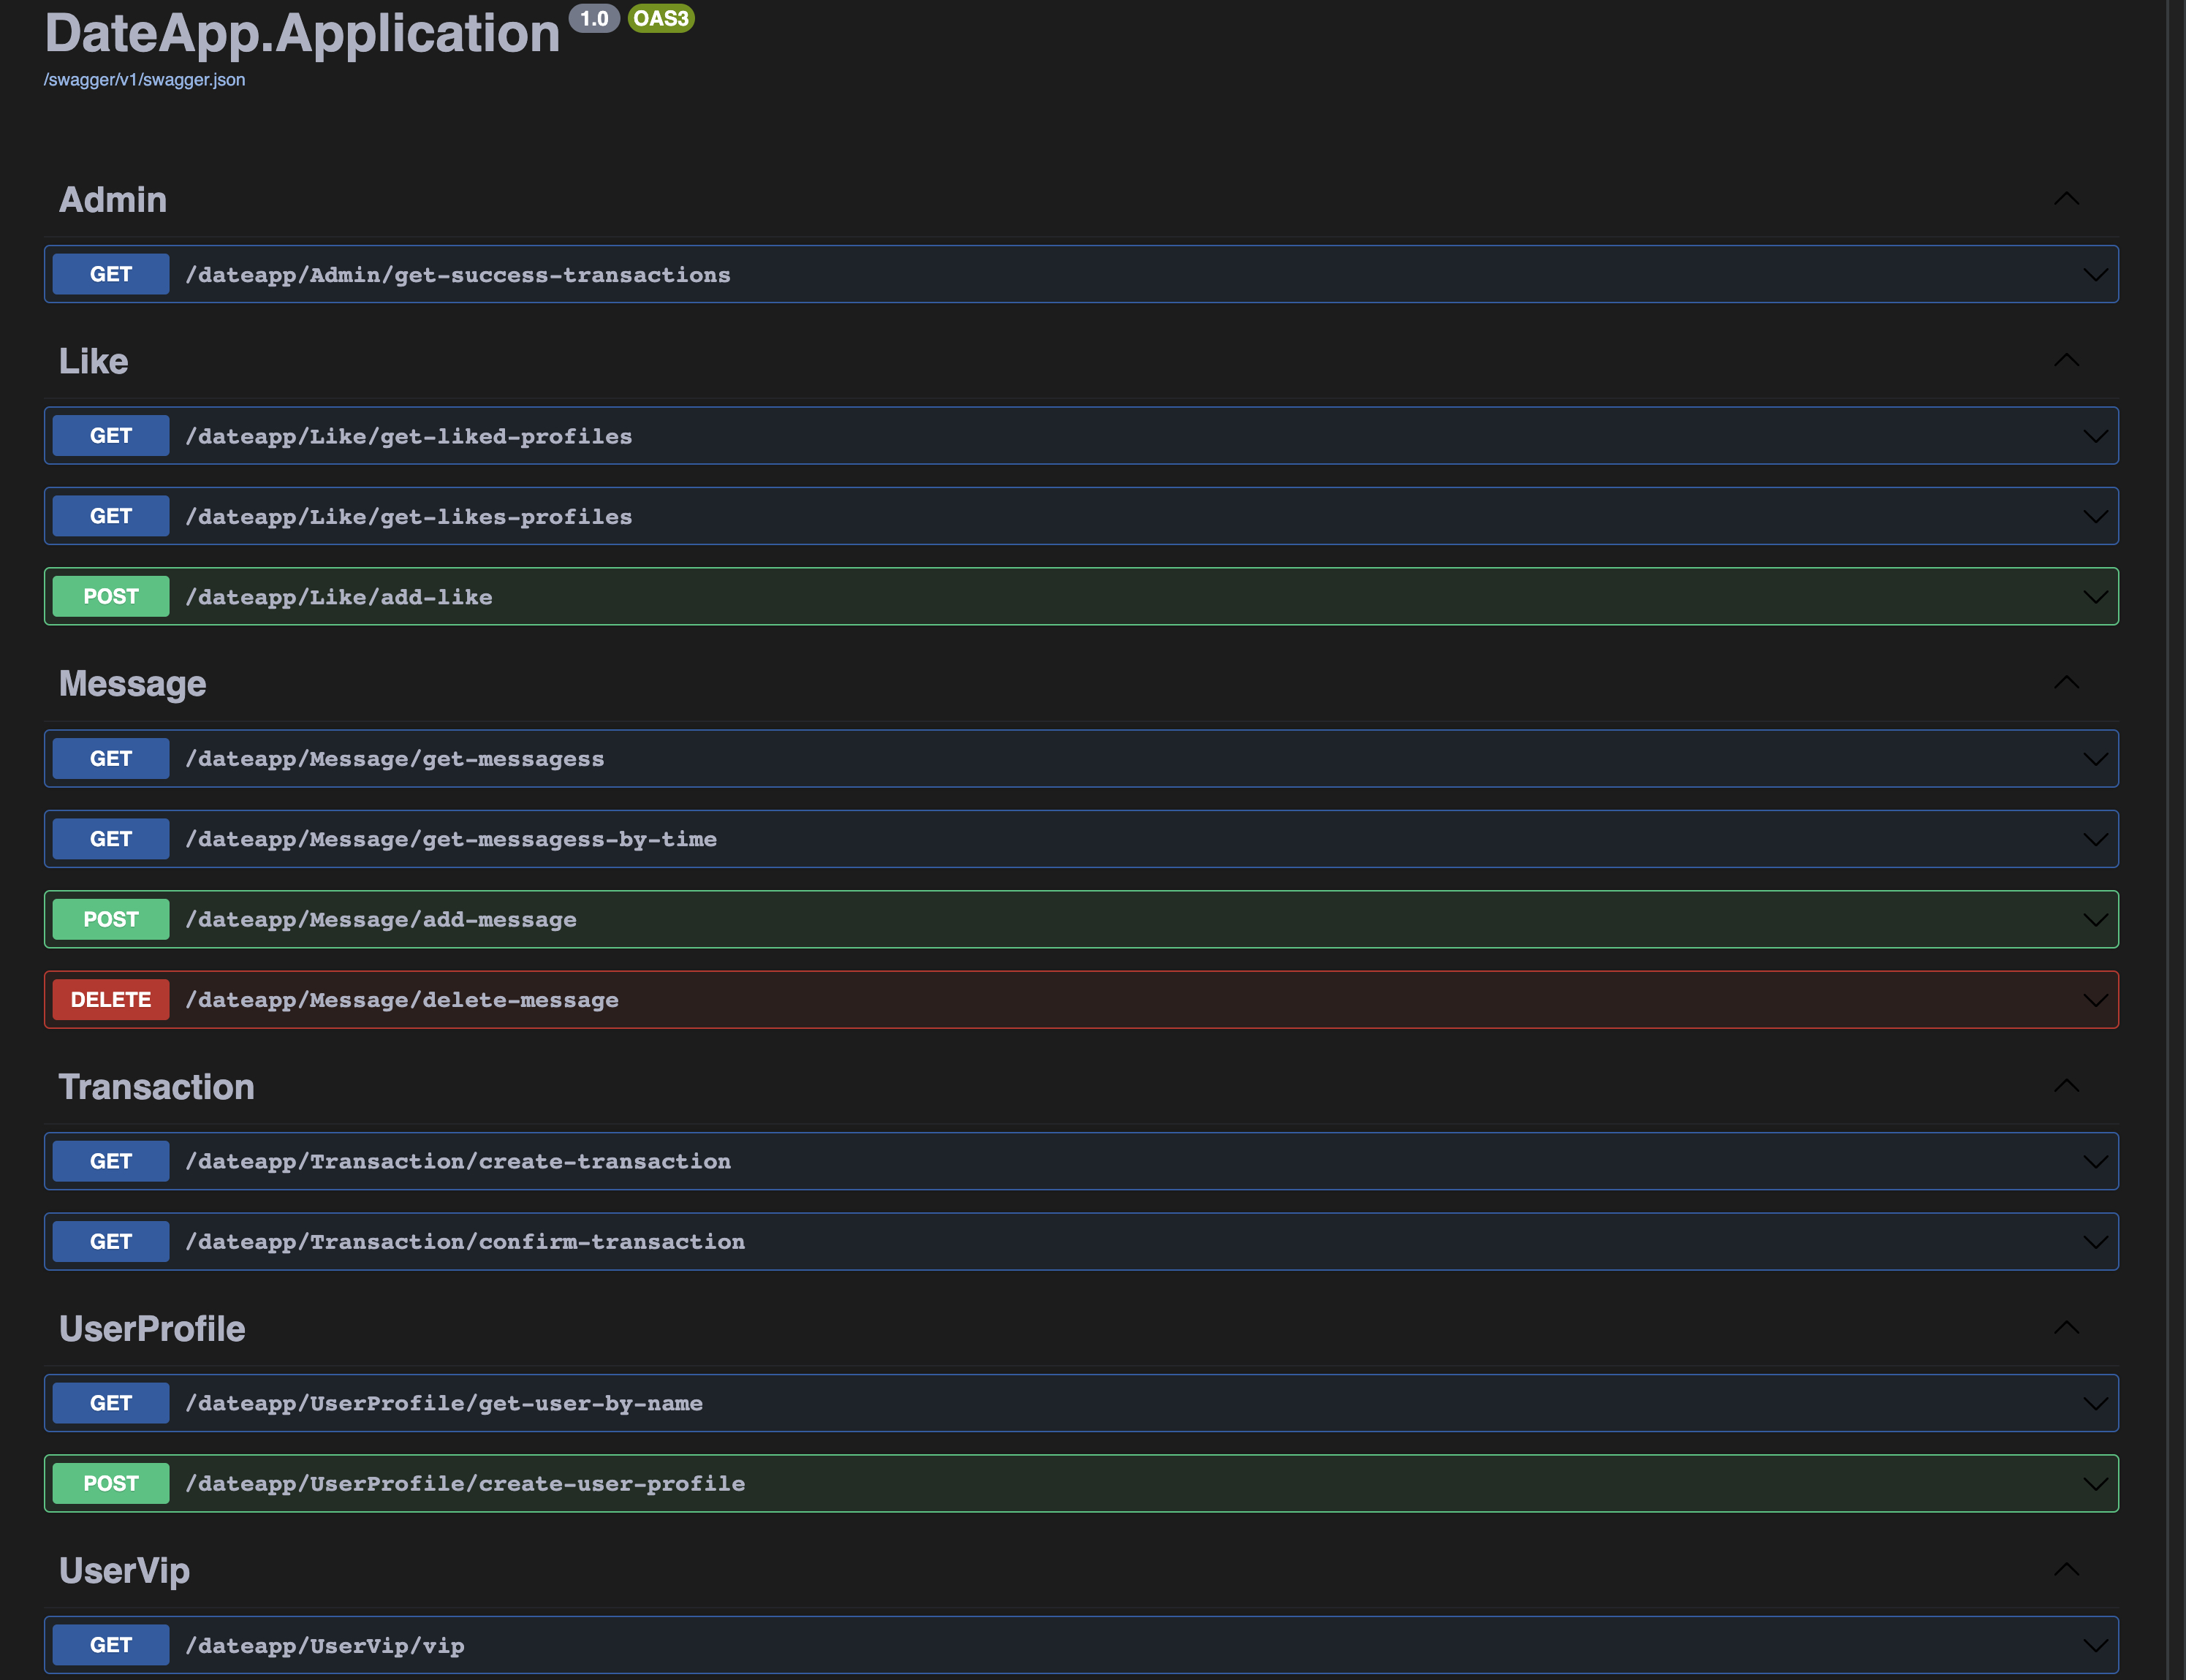 DateApp.Application 1.0 OAS3
/swagger/v1/swagger.json
Admin
GET /dateapp/Admin/get-success-transactions
Like
GET /dateapp/Like/get-liked-profiles
GET /dateapp/Like/get-likes-profiles
POST /dateapp/Like/add-like
Message
GET /dateapp/Message/get-messagess
GET /dateapp/Message/get-messagess-by-time
POST /dateapp/Message/add-message
DELETE /dateapp/Message/delete-message
Transaction
GET /dateapp/Transaction/create-transaction
GET /dateapp/Transaction/confirm-transaction
UserProfile
GET /dateapp/UserProfile/get-user-by-name
POST /dateapp/UserProfile/create-user-profile
UserVip
GET /dateapp/UserVip/vip